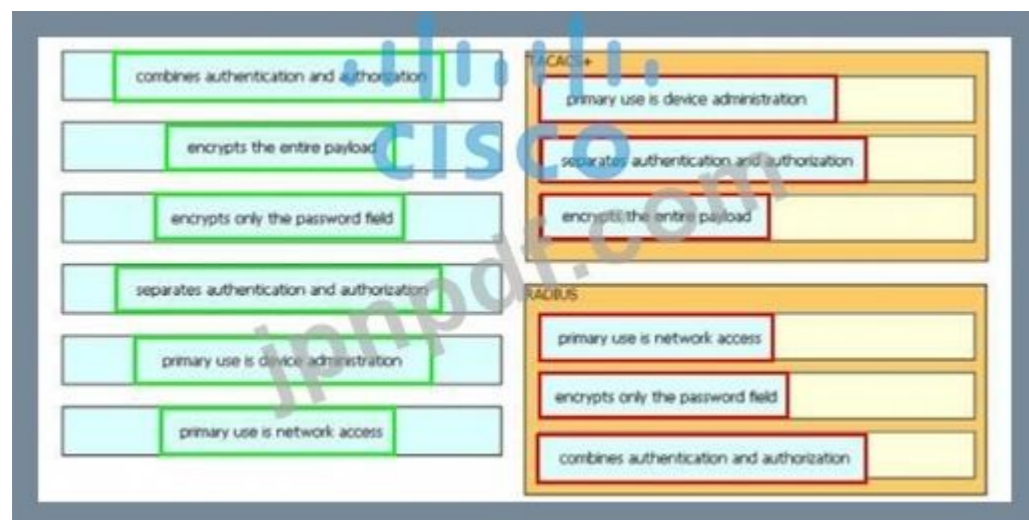 combines authentication and authorization
encrypts the entire payload
encrypts only the password field
separates authentication and authorization
primary use is device administration
primary use is network access
TACACS+
primary use is device administration
separates authentication and authorization
encrypts the entire payload
RADIUS
primary use is network access
encrypts only the password field
combines authentication and authorization
CISCO
jpnpdf.com